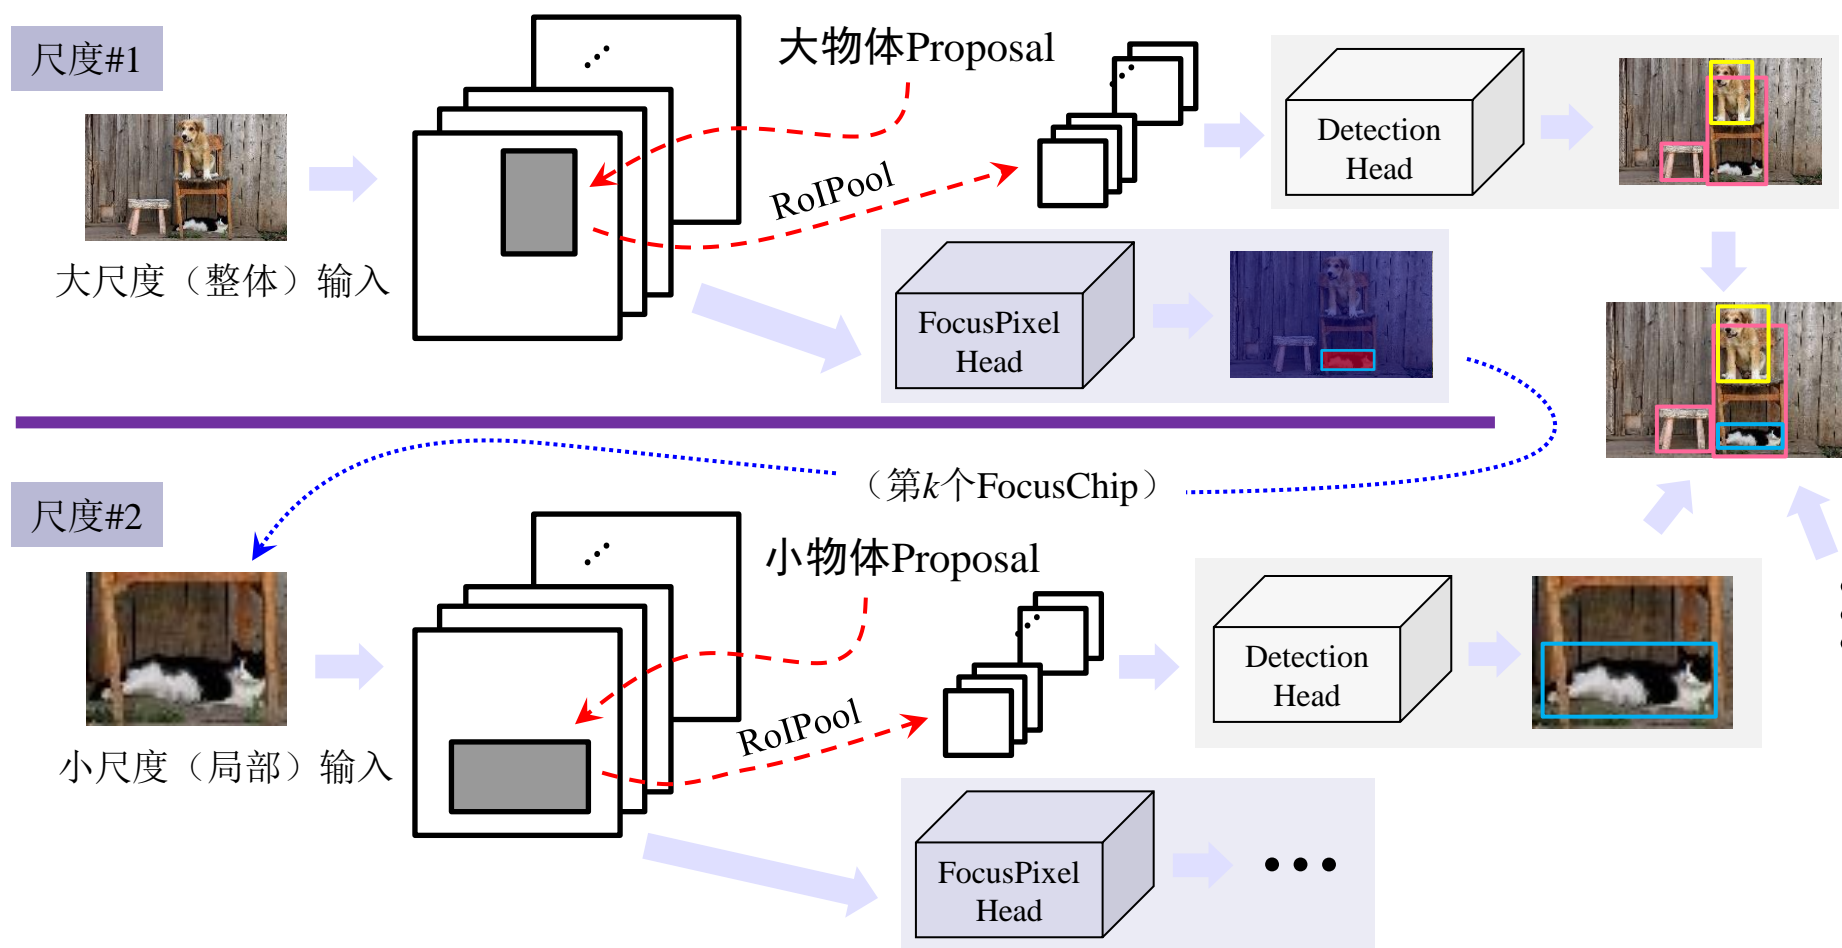 尺度#1
大物体Proposal
Detection
Head
RoIPool
大尺度（整体）输入
FocusPixel
Head
（第k个FocusChip）
尺度#2
小物体Proposal
Detection
Head
RoIPool
小尺度（局部）输入
FocusPixel
Head